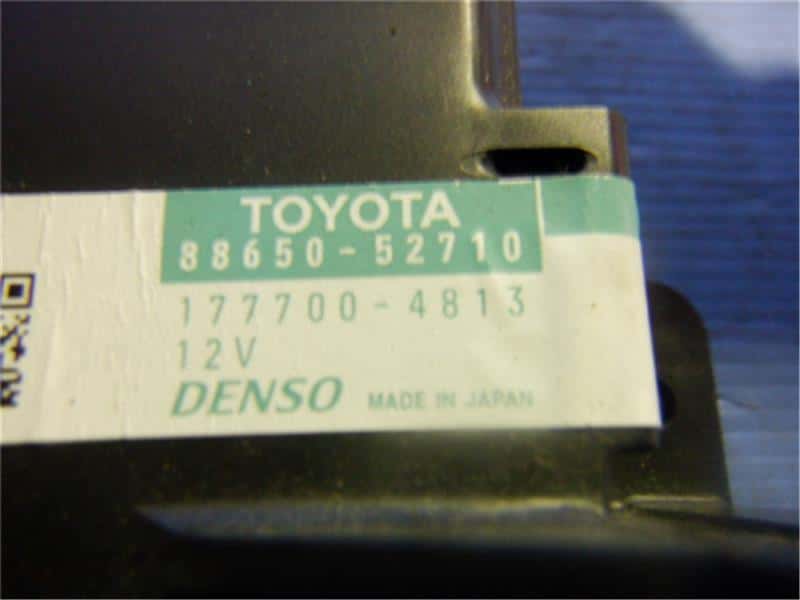 TOYOTA
88650-52710
177700-4813
12V
DENSO MADE IN JAPAN